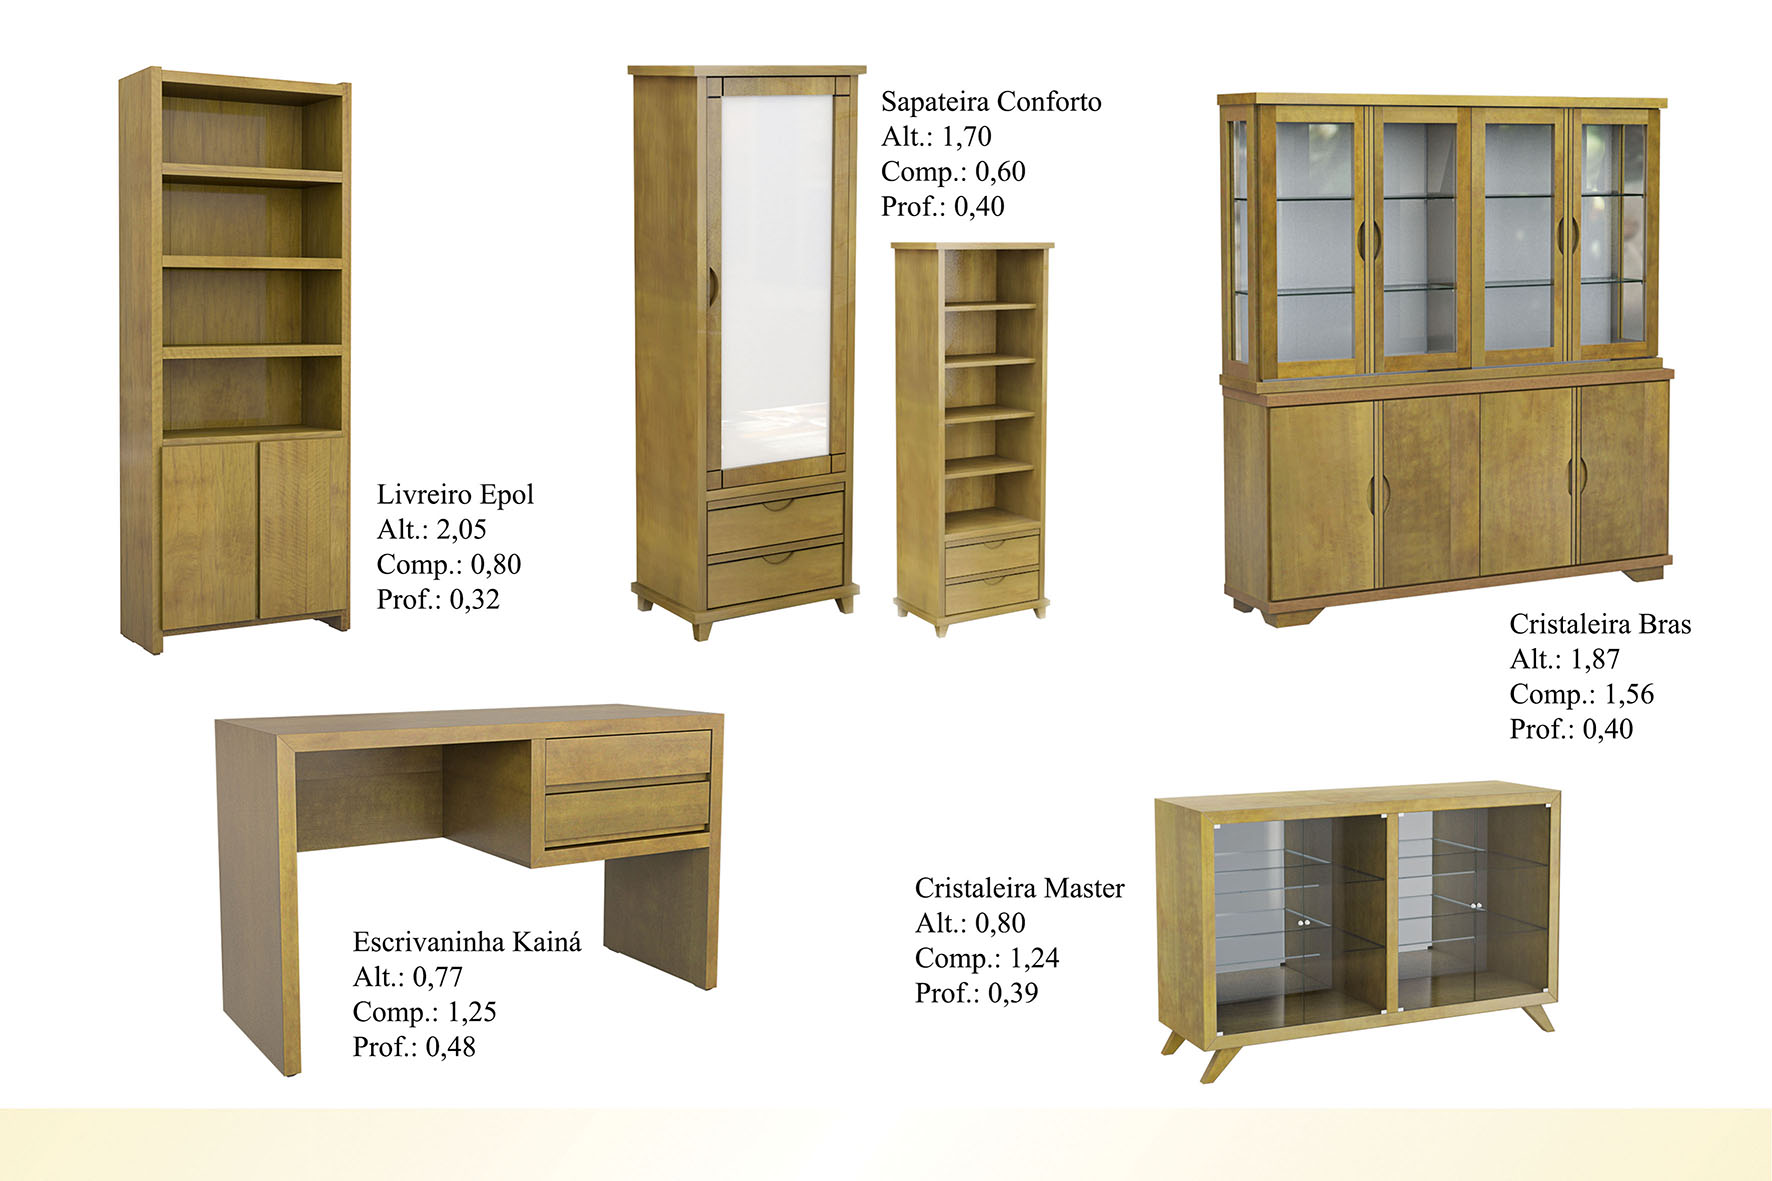 Sapateira Conforto
Alt.: 1,70
Comp.: 0,60
Prof.: 0,40
Livreiro Epol
Alt.: 2,05
Comp.: 0,80
Prof.: 0,32
Cristaleira Bras
Alt.: 1,87
Comp.: 1,56
Prof.: 0,40
Escrivaninha Kainá
Alt.: 0,77
Comp.: 1,25
Prof.: 0,48
Cristaleira Master
Alt.: 0,80
Comp.: 1,24
Prof.: 0,39